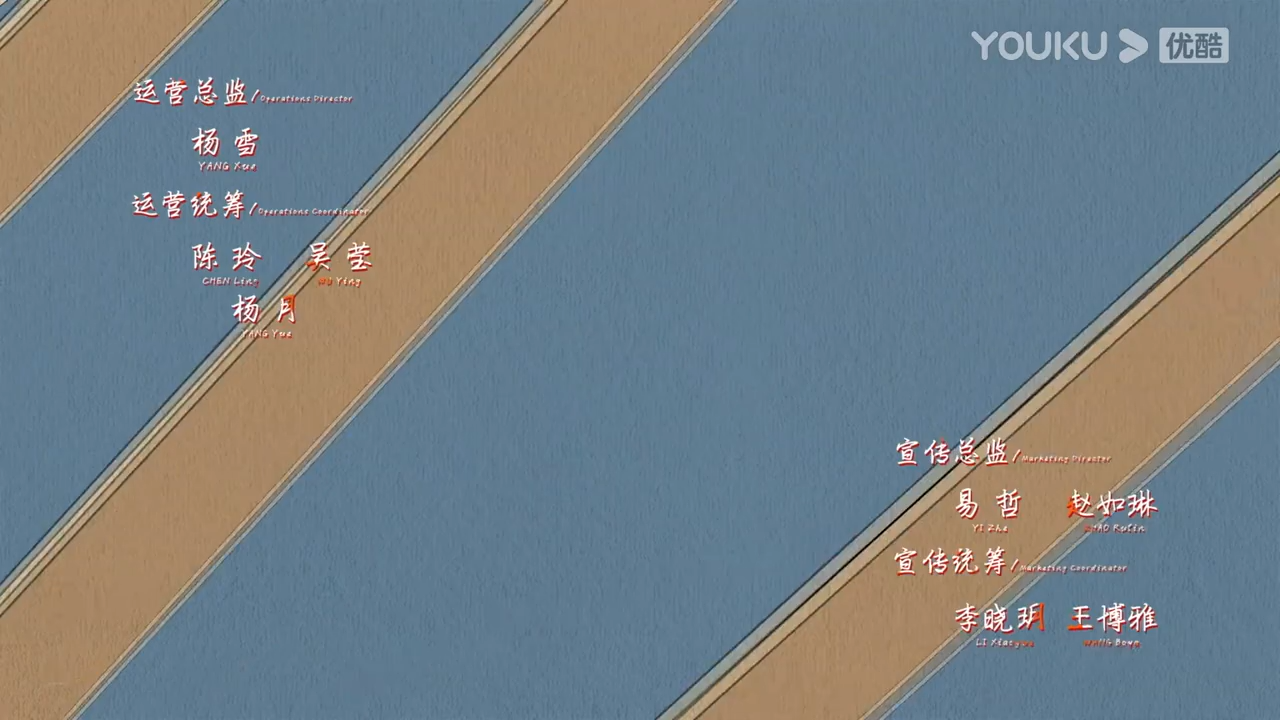 YOUKU 优酷
运营总监/Operations Director
杨 雪
YANG Xue
运营统筹/Operations Coordinator
陈 玲 吴 莹
CHEN Ling WU Ying
杨 月
YANG Yue
宣传总监/Marketing Director
易 哲 赵如琳
YI Zhe ZHAO Rulin
宣传统筹/Marketing Coordinator
李晓玥 王博雅
LI Xiaoyue WANG Boya